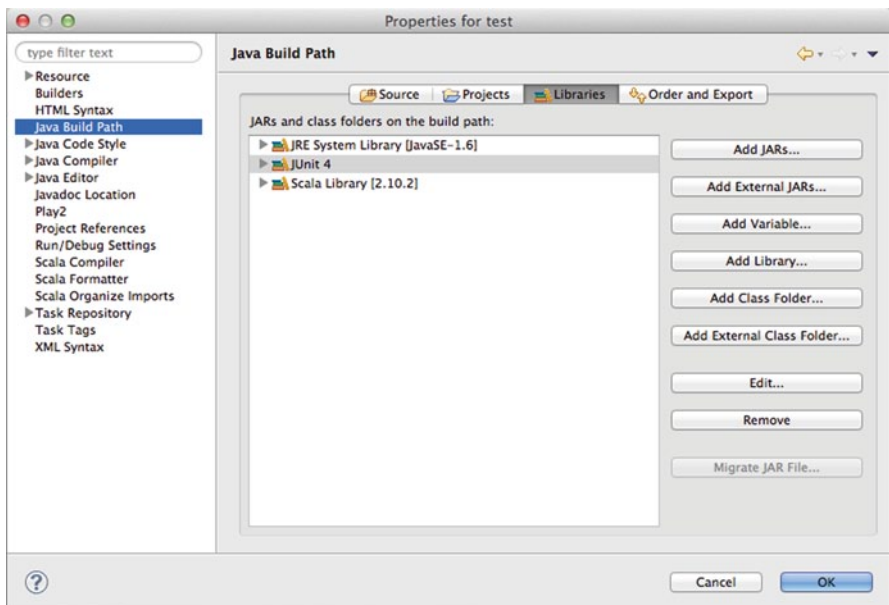 Properties for test
type filter text
Resource
Builders
HTML Syntax
Java Build Path
Java Code Style
Java Compiler
Java Editor
Javadoc Location
Play2
Project References
Run/Debug Settings
Scala Compiler
Scala Formatter
Scala Organize Imports
Task Repository
Task Tags
XML Syntax
Java Build Path
Source
Projects
Libraries
Order and Export
JARs and class folders on the build path:
JRE System Library [JavaSE-1.6]
JUnit 4
Scala Library [2.10.2]
Add JARs...
Add External JARs...
Add Variable...
Add Library...
Add Class Folder...
Add External Class Folder...
Edit...
Remove
Migrate JAR File...
?
Cancel
OK